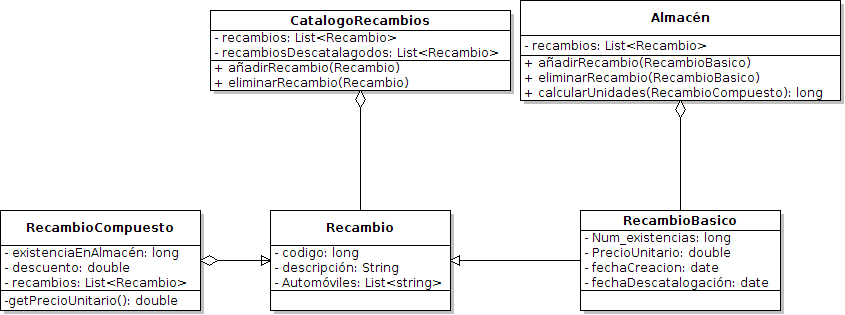 CatalogoRecambios
- recambios: List<Recambio>
- recambiosDescatalagodos: List<Recambio>
+ añadirRecambio(Recambio)
+ eliminarRecambio(Recambio)
Almacén
- recambios: List<Recambio>
+ añadirRecambio(RecambioBasico)
+ eliminarRecambio(RecambioBasico)
+ calcularUnidades(RecambioCompuesto): long
RecambioCompuesto
- existenciaEnAlmacén: long
- descuento: double
- recambios: List<Recambio>
-getPrecioUnitario(): double
Recambio
- codigo: long
- descripción: String
- Automóviles: List<string>
RecambioBasico
- Num_existencias: long
- PrecioUnitario: double
- fechaCreacion: date
- fechaDescatalogación: date